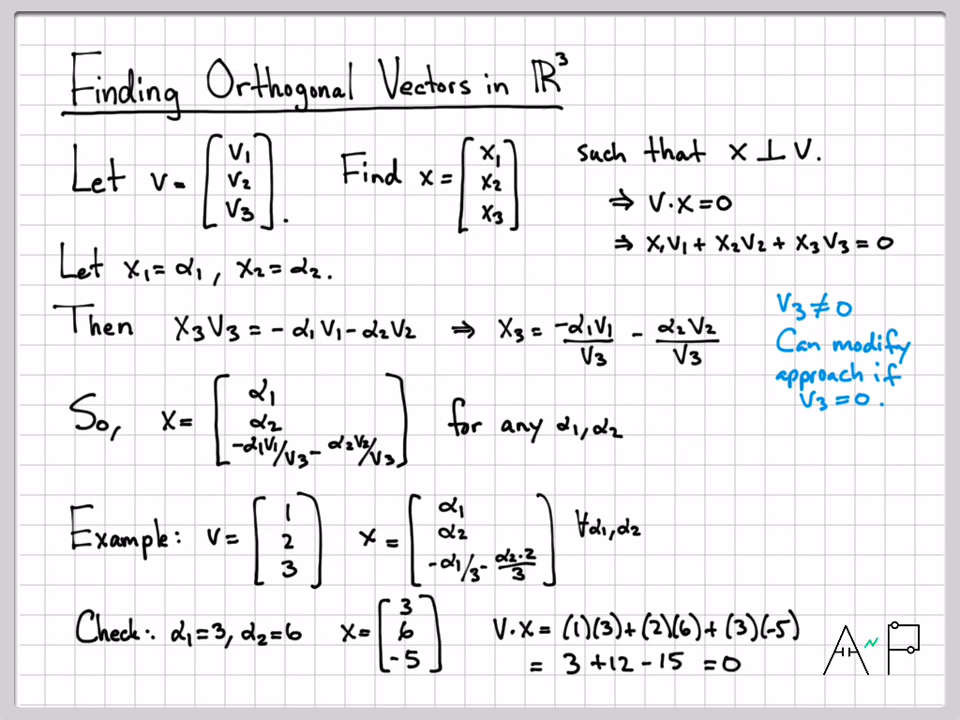 Finding Orthogonal Vectors in ℝ³
Let v = [v₁ v₂ v₃]. Find x = [x₁ x₂ x₃] such that x ⊥ v.
⇒ v·x = 0
⇒ x₁v₁ + x₂v₂ + x₃v₃ = 0
Let x₁ = α₁, x₂ = α₂.
Then x₃v₃ = -α₁v₁ - α₂v₂ ⇒ x₃ = -α₁v₁/v₃ - α₂v₂/v₃
v₃ ≠ 0
Can modify
approach if
v₃ = 0.
So, x = [α₁ α₂ -α₁v₁/v₃ - α₂v₂/v₃] for any α₁, α₂
Example: v = [1 2 3] x = [α₁ α₂ -α₁/3 - α₂·2/3] ∀α₁, α₂
Check: α₁=3, α₂=6 x = [3 6 -5] v·x = (1)(3)+(2)(6)+(3)(-5)
= 3 + 12 - 15 = 0